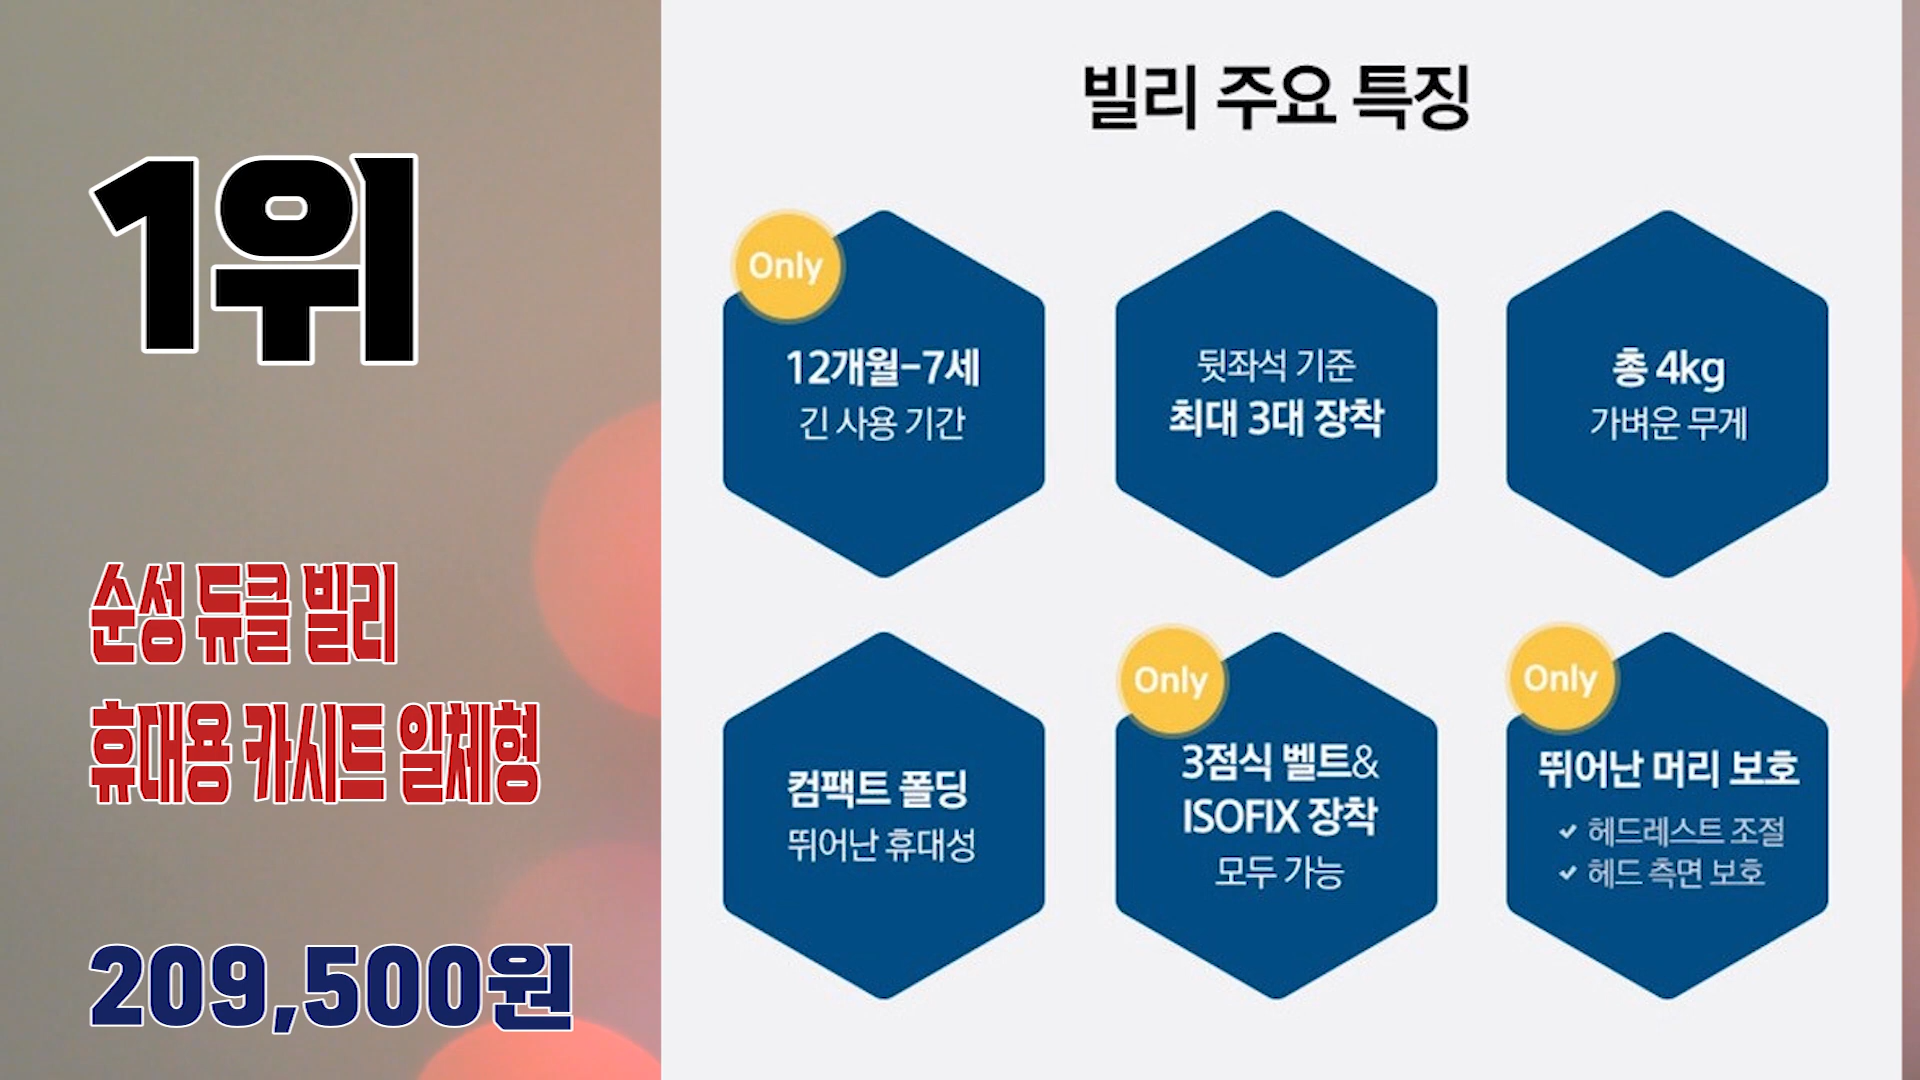 1위
순성 듀클 빌리
휴대용 카시트 일체형
209,500원
빌리 주요 특징
Only
12개월-7세
긴 사용 기간
뒷좌석 기준
최대 3대 장착
총 4kg
가벼운 무게
컴팩트 폴딩
뛰어난 휴대성
Only
3점식 벨트&
ISOFIX 장착
모두 가능
Only
뛰어난 머리 보호
✓ 헤드레스트 조절
✓ 헤드 측면 보호